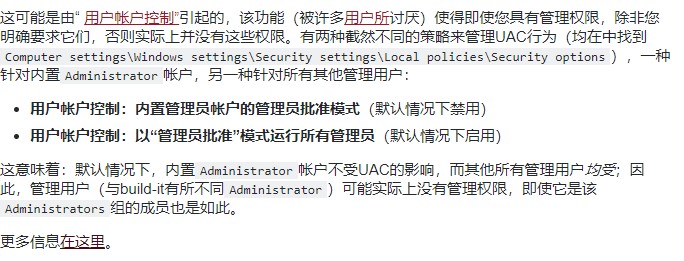 这可能是由“ 用户帐户控制”引起的，该功能（被许多用户所讨厌）使得即使您具有管理权限，除非您
明确要求它们，否则实际上并没有这些权限。有两种截然不同的策略来管理UAC行为（均在中找到
Computer settings\Windows settings\Security settings\Local policies\Security options），一种
针对内置 Administrator 帐户，另一种针对所有其他管理用户：
• 用户帐户控制：内置管理员帐户的管理员批准模式（默认情况下禁用）
• 用户帐户控制：以“管理员批准”模式运行所有管理员（默认情况下启用）
这意味着：默认情况下，内置 Administrator 帐户不受UAC的影响，而其他所有管理用户均受；因
此，管理用户（与build-it有所不同 Administrator ）可能实际上没有管理权限，即使它是该
Administrators 组的成员也是如此。
更多信息在这里。